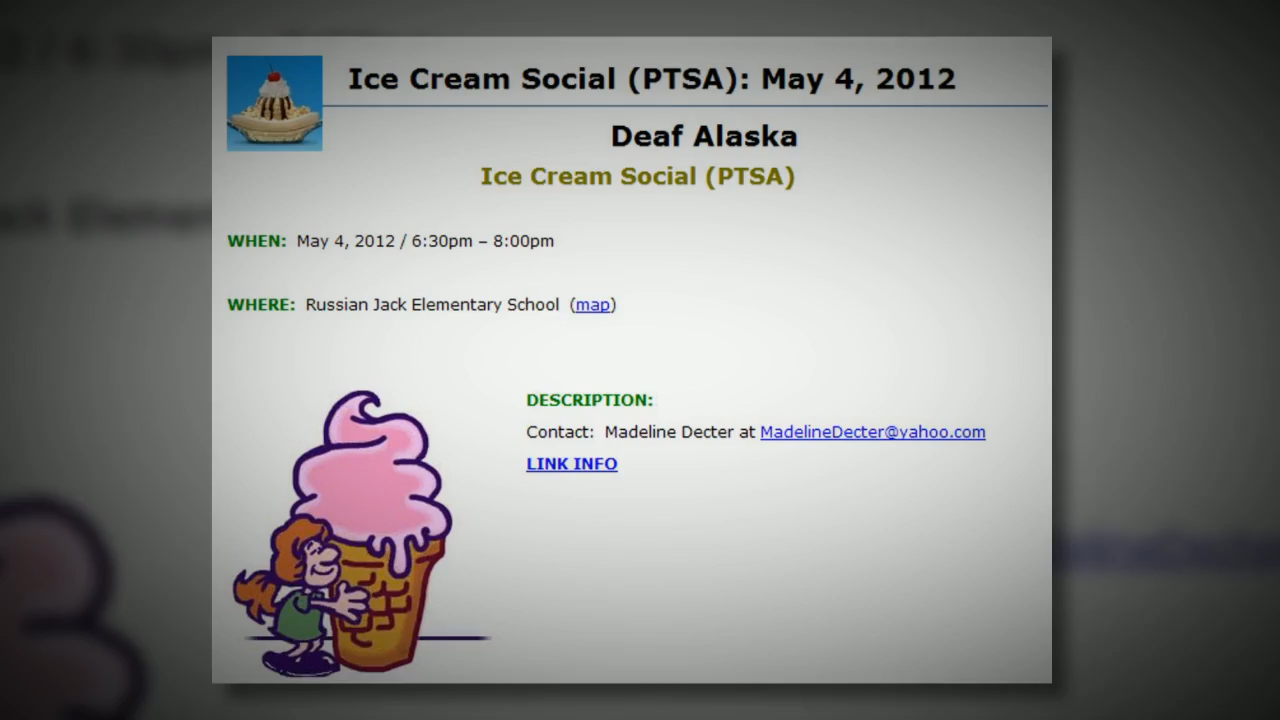 Ice Cream Social (PTSA): May 4, 2012
Deaf Alaska
Ice Cream Social (PTSA)
WHEN: May 4, 2012 / 6:30pm – 8:00pm
WHERE: Russian Jack Elementary School (map)
DESCRIPTION:
Contact: Madeline Decter at MadelineDecter@yahoo.com
LINK INFO